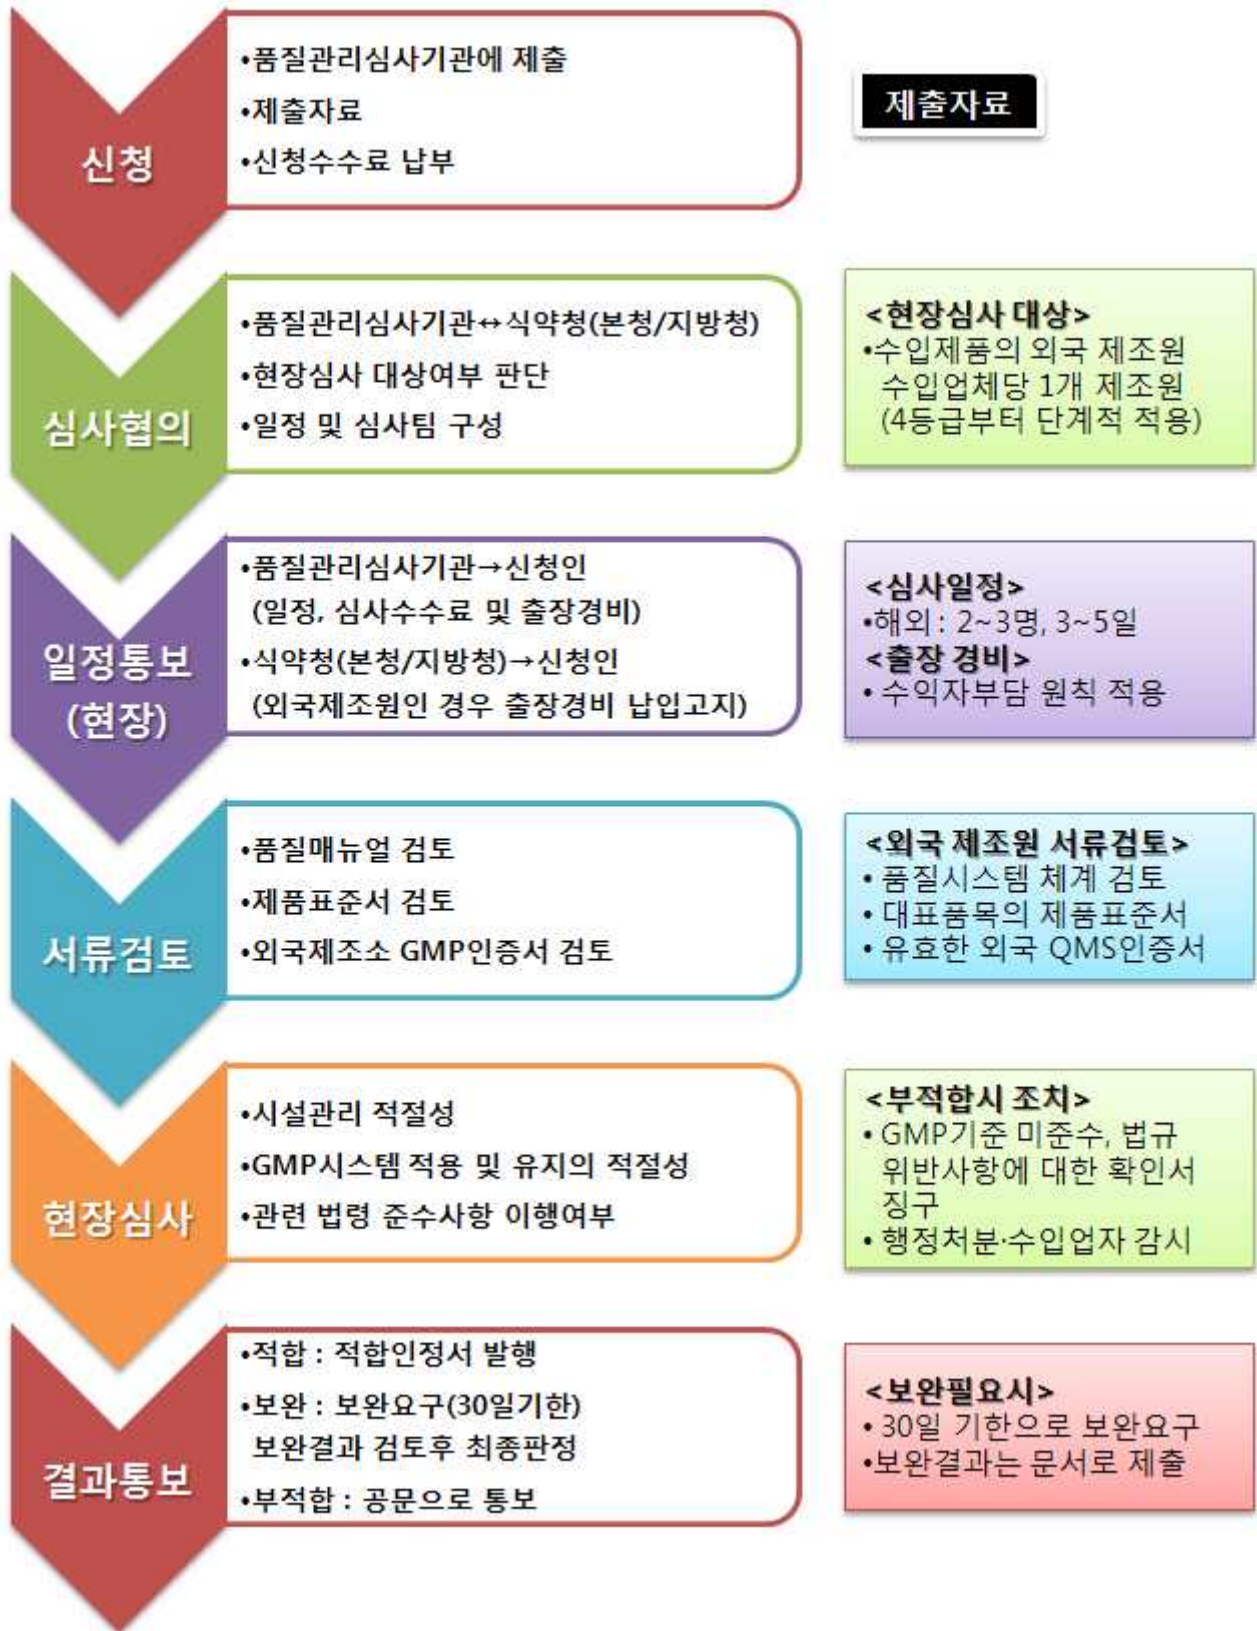 신청
•품질관리심사기관에 제출
•제출자료
•신청수수료 납부
제출자료
심사협의
•품질관리심사기관↔식약청(본청/지방청)
•현장심사 대상여부 판단
•일정 및 심사팀 구성
<현장심사 대상>
•수입제품의 외국 제조원
수입업체당 1개 제조원
(4등급부터 단계적 적용)
일정통보
(현장)
•품질관리심사기관→신청인
(일정, 심사수수료 및 출장경비)
•식약청(본청/지방청)→신청인
(외국제조원인 경우 출장경비 납입고지)
<심사일정>
•해외 : 2~3명, 3~5일
<출장 경비>
• 수익자부담 원칙 적용
서류검토
•품질매뉴얼 검토
•제품표준서 검토
•외국제조소 GMP인증서 검토
<외국 제조원 서류검토>
• 품질시스템 체계 검토
• 대표품목의 제품표준서
• 유효한 외국 QMS인증서
현장심사
•시설관리 적절성
•GMP시스템 적용 및 유지의 적절성
•관련 법령 준수사항 이행여부
<부적합시 조치>
• GMP기준 미준수, 법규
위반사항에 대한 확인서
징구
• 행정처분·수입업자 감시
결과통보
•적합 : 적합인정서 발행
•보완 : 보완요구(30일기한)
보완결과 검토후 최종판정
•부적합 : 공문으로 통보
<보완필요시>
• 30일 기한으로 보완요구
•보완결과는 문서로 제출